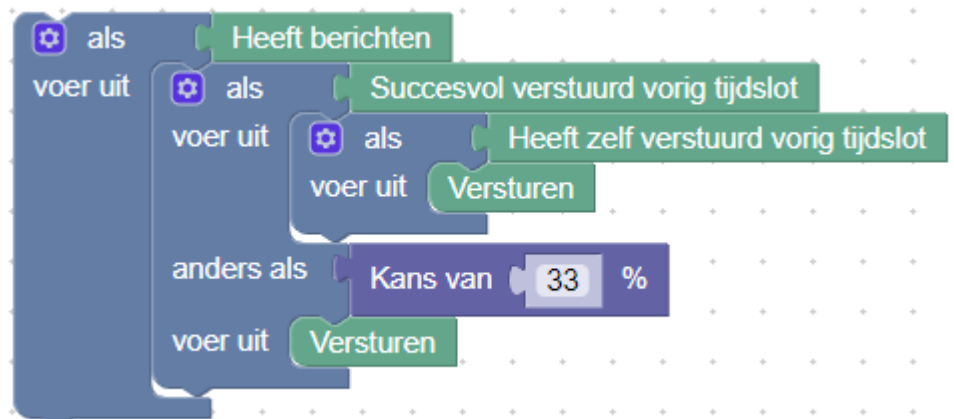 als Heeft berichten
voer uit als Succesvol verstuurd vorig tijdslot
voer uit als Heeft zelf verstuurd vorig tijdslot
voer uit Versturen
anders als Kans van 33 %
voer uit Versturen